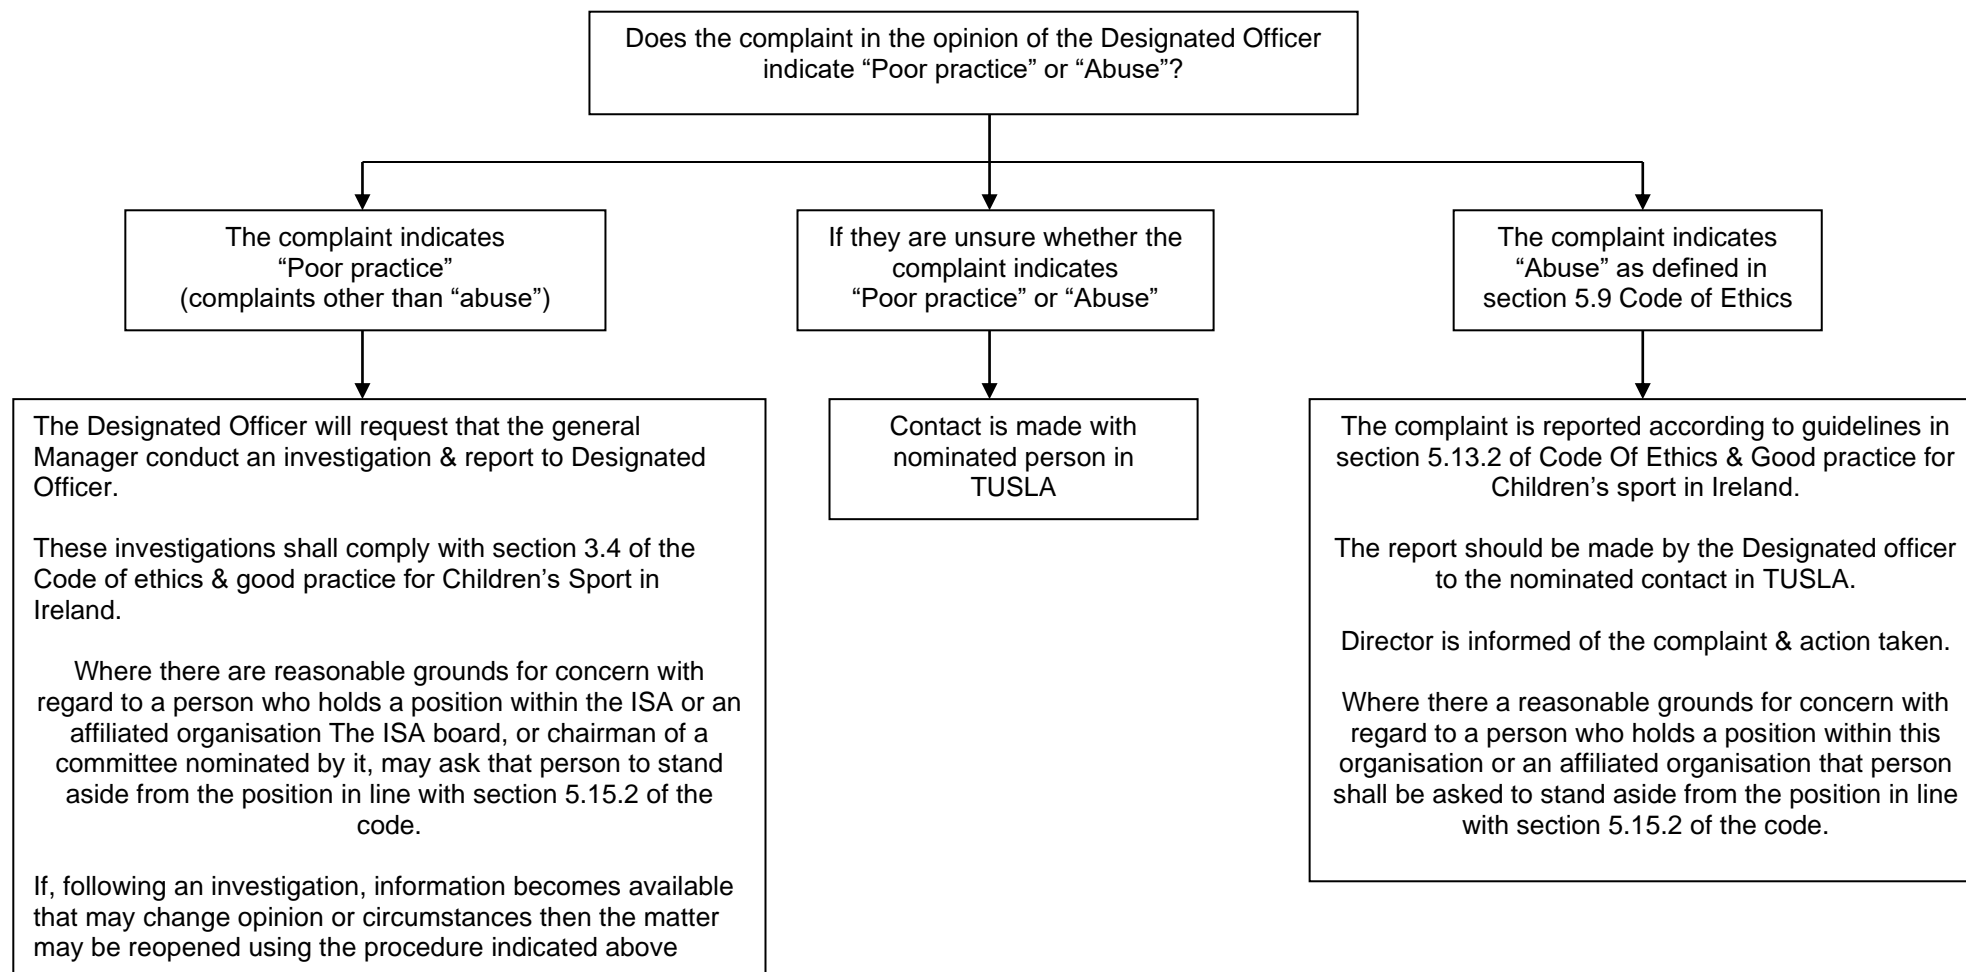 Does the complaint in the opinion of the Designated Officer
indicate “Poor practice” or “Abuse”?
The complaint indicates
“Poor practice”
(complaints other than “abuse”)
If they are unsure whether the
complaint indicates
“Poor practice” or “Abuse”
The complaint indicates
“Abuse” as defined in
section 5.9 Code of Ethics
The Designated Officer will request that the general
Manager conduct an investigation & report to Designated
Officer.
These investigations shall comply with section 3.4 of the
Code of ethics & good practice for Children’s Sport in
Ireland.
Where there are reasonable grounds for concern with
regard to a person who holds a position within the ISA or an
affiliated organisation The ISA board, or chairman of a
committee nominated by it, may ask that person to stand
aside from the position in line with section 5.15.2 of the
code.
If, following an investigation, information becomes available
that may change opinion or circumstances then the matter
may be reopened using the procedure indicated above
Contact is made with
nominated person in
TUSLA
The complaint is reported according to guidelines in
section 5.13.2 of Code Of Ethics & Good practice for
Children’s sport in Ireland.
The report should be made by the Designated officer
to the nominated contact in TUSLA.
Director is informed of the complaint & action taken.
Where there a reasonable grounds for concern with
regard to a person who holds a position within this
organisation or an affiliated organisation that person
shall be asked to stand aside from the position in line
with section 5.15.2 of the code.